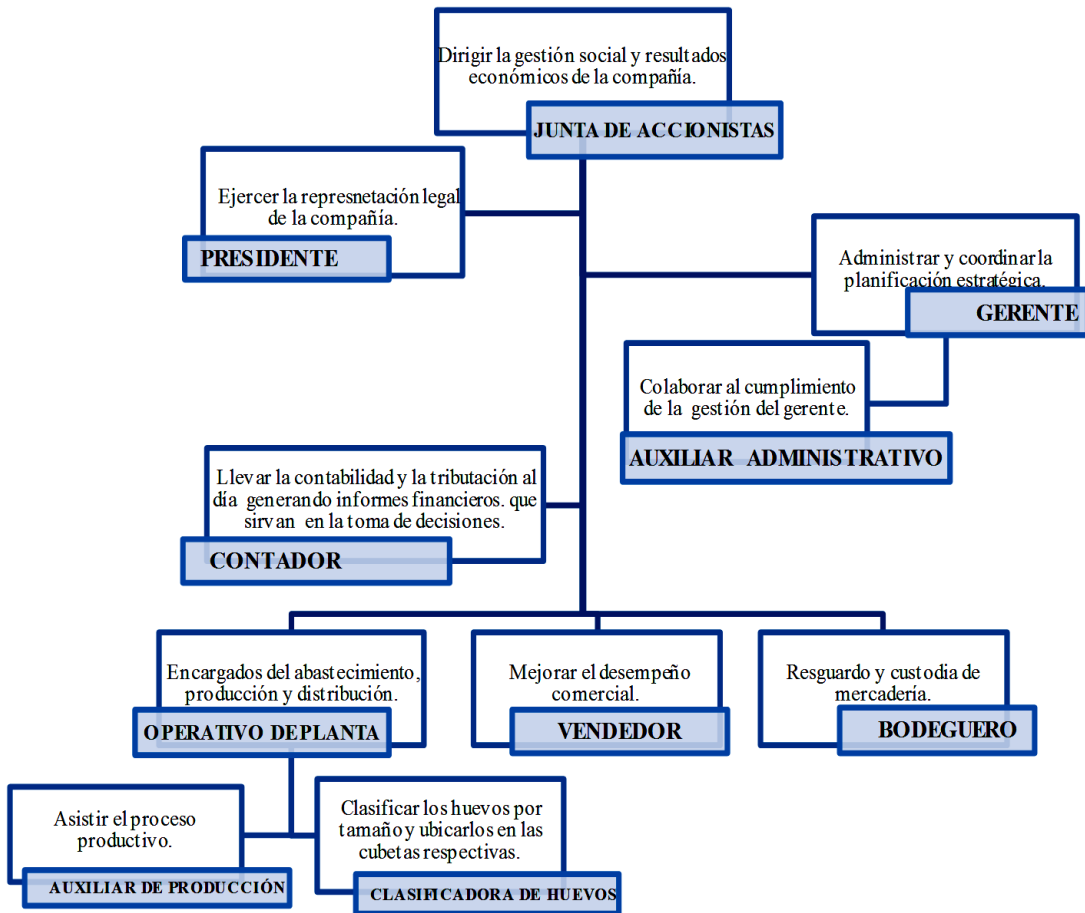 Dirigir la gestión social y resultados
económicos de la compañía.
JUNTA DE ACCIONISTAS
Ejercer la represnetación legal
de la compañía.
PRESIDENTE
Administrar y coordinar la
planificación estratégica.
GERENTE
Colaborar al cumplimiento
de la gestión del gerente.
AUXILIAR ADMINISTRATIVO
Llevar la contabilidad y la tributación al
día generando informes financieros. que
sirvan en la toma de decisiones.
CONTADOR
Encargados del abastecimiento,
producción y distribución.
OPERATIVO DE PLANTA
Mejorar el desempeño
comercial.
VENDEDOR
Resguardo y custodia de
mercadería.
BODEGUERO
Asistir el proceso
productivo.
AUXILIAR DE PRODUCCIÓN
Clasificar los huevos por
tamaño y ubicarlos en las
cubetas respectivas.
CLASIFICADORA DE HUEVOS